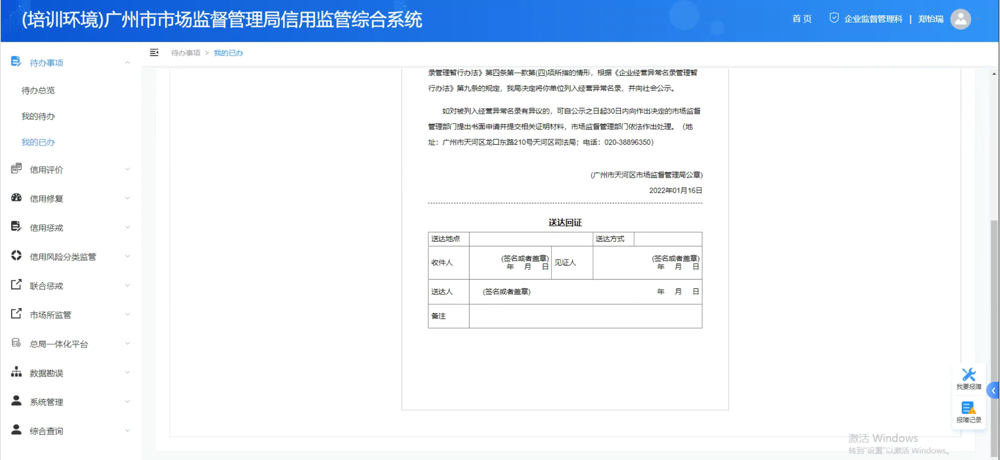 (培训环境)广州市市场监督管理局信用监管综合系统
首页
企业监督管理科 | 郑怡瑞
待办事项 > 我的已办
待办事项
待办总览
我的待办
我的已办
信用评价
信用修复
信用惩戒
信用风险分类监管
联合惩戒
市场所监管
总局一体化平台
数据勘误
系统管理
综合查询
录管理暂行办法》第四条第一款第(四)项所指的情形，根据《企业经营异常名录管理暂
行办法》第九条的规定，我局决定将你单位列入经营异常名录，并向社会公示。
如对被列入经营异常名录有异议的，可自公示之日起30日内向作出决定的市场监督
管理部门提出书面申请并提交相关证明材料，市场监督管理部门依法作出处理。（地
址：广州市天河区龙口东路210号天河区司法局；电话：020-38896350）
(广州市天河区市场监督管理局公章)
2022年01月16日
送达回证
送达地点 送达方式
收件人 (签名或者盖章) 年 月 日 见证人 (签名或者盖章) 年 月 日
送达人 (签名或者盖章) 年 月 日
备注
我要报障
报障记录
激活 Windows
转到“设置”以激活 Windows。